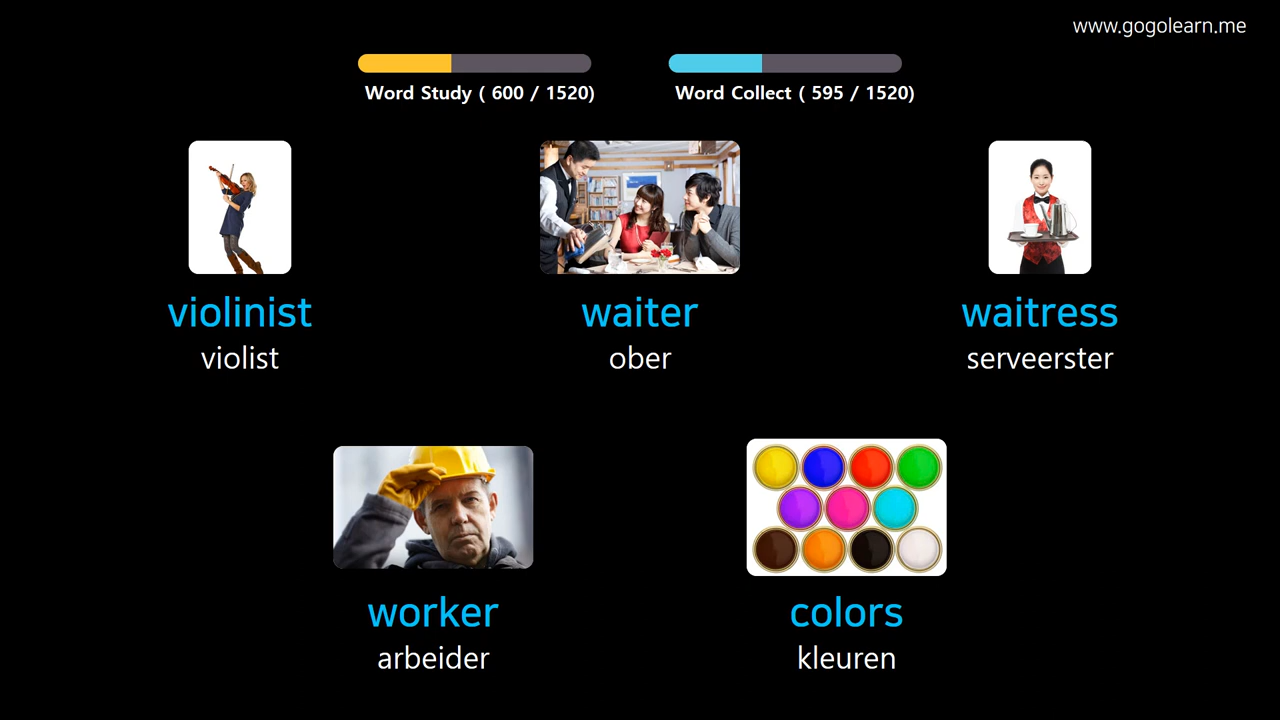 www.gogolearn.me
Word Study ( 600 / 1520)
Word Collect ( 595 / 1520)
violinist
violist
waiter
ober
waitress
serveerster
worker
arbeider
colors
kleuren